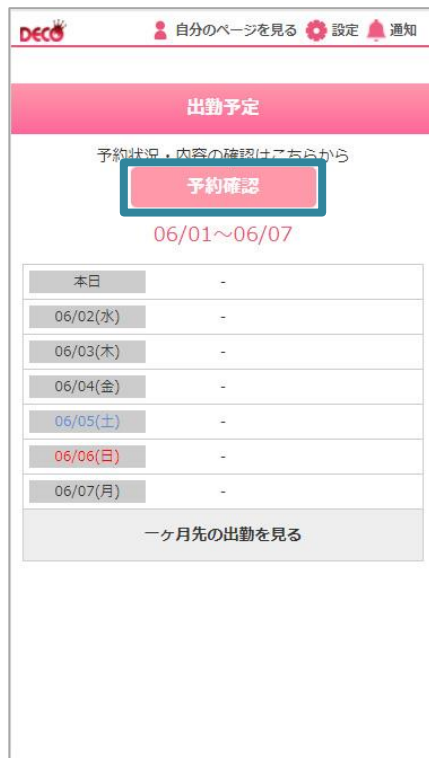 DECO 自分のページを見る 設定 通知
出勤予定
予約状況・内容の確認はこちらから
予約確認
06/01～06/07
本日 -
06/02(水) -
06/03(木) -
06/04(金) -
06/05(土) -
06/06(日) -
06/07(月) -
一ヶ月先の出勤を見る